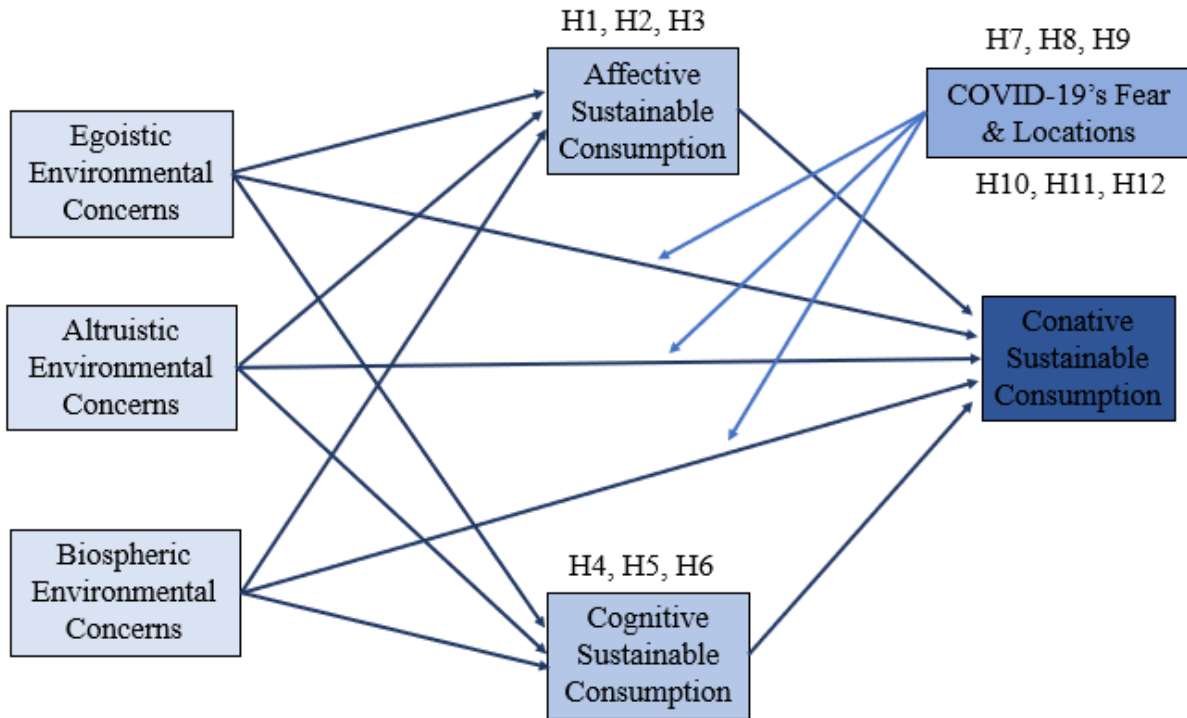 H1, H2, H3
Affective
Sustainable
Consumption
H7, H8, H9
COVID-19's Fear
& Locations
H10, H11, H12
Egoistic
Environmental
Concerns
Altruistic
Environmental
Concerns
Conative
Sustainable
Consumption
Biospheric
Environmental
Concerns
H4, H5, H6
Cognitive
Sustainable
Consumption